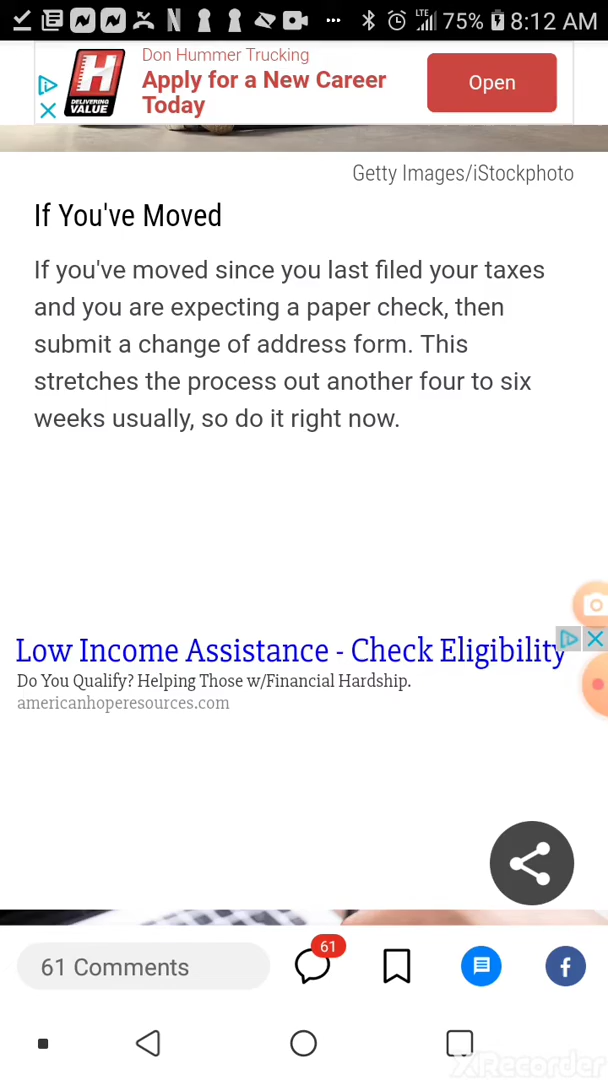 LTE 75% 8:12 AM
Don Hummer Trucking
Apply for a New Career
Today
Open
H
DELIVERING
VALUE
Getty Images/iStockphoto
If You've Moved
If you've moved since you last filed your taxes
and you are expecting a paper check, then
submit a change of address form. This
stretches the process out another four to six
weeks usually, so do it right now.
Low Income Assistance - Check Eligibility
Do You Qualify? Helping Those w/Financial Hardship.
americanhoperesources.com
61 Comments
61
XRecorder